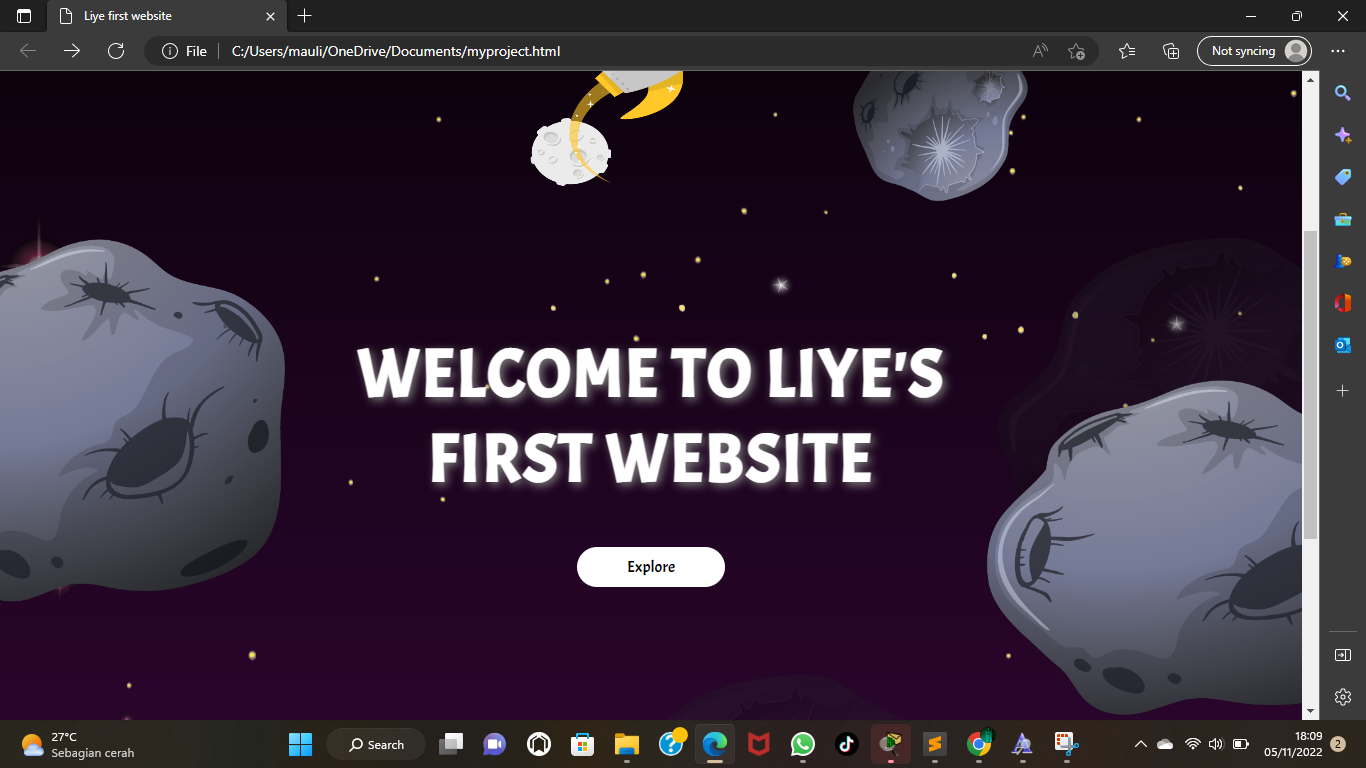 Liye first website
File
C:/Users/mauli/OneDrive/Documents/myproject.html
Not syncing
WELCOME TO LIYE'S
FIRST WEBSITE
Explore
27°C
Sebagian cerah
Search
18:09
05/11/2022
2